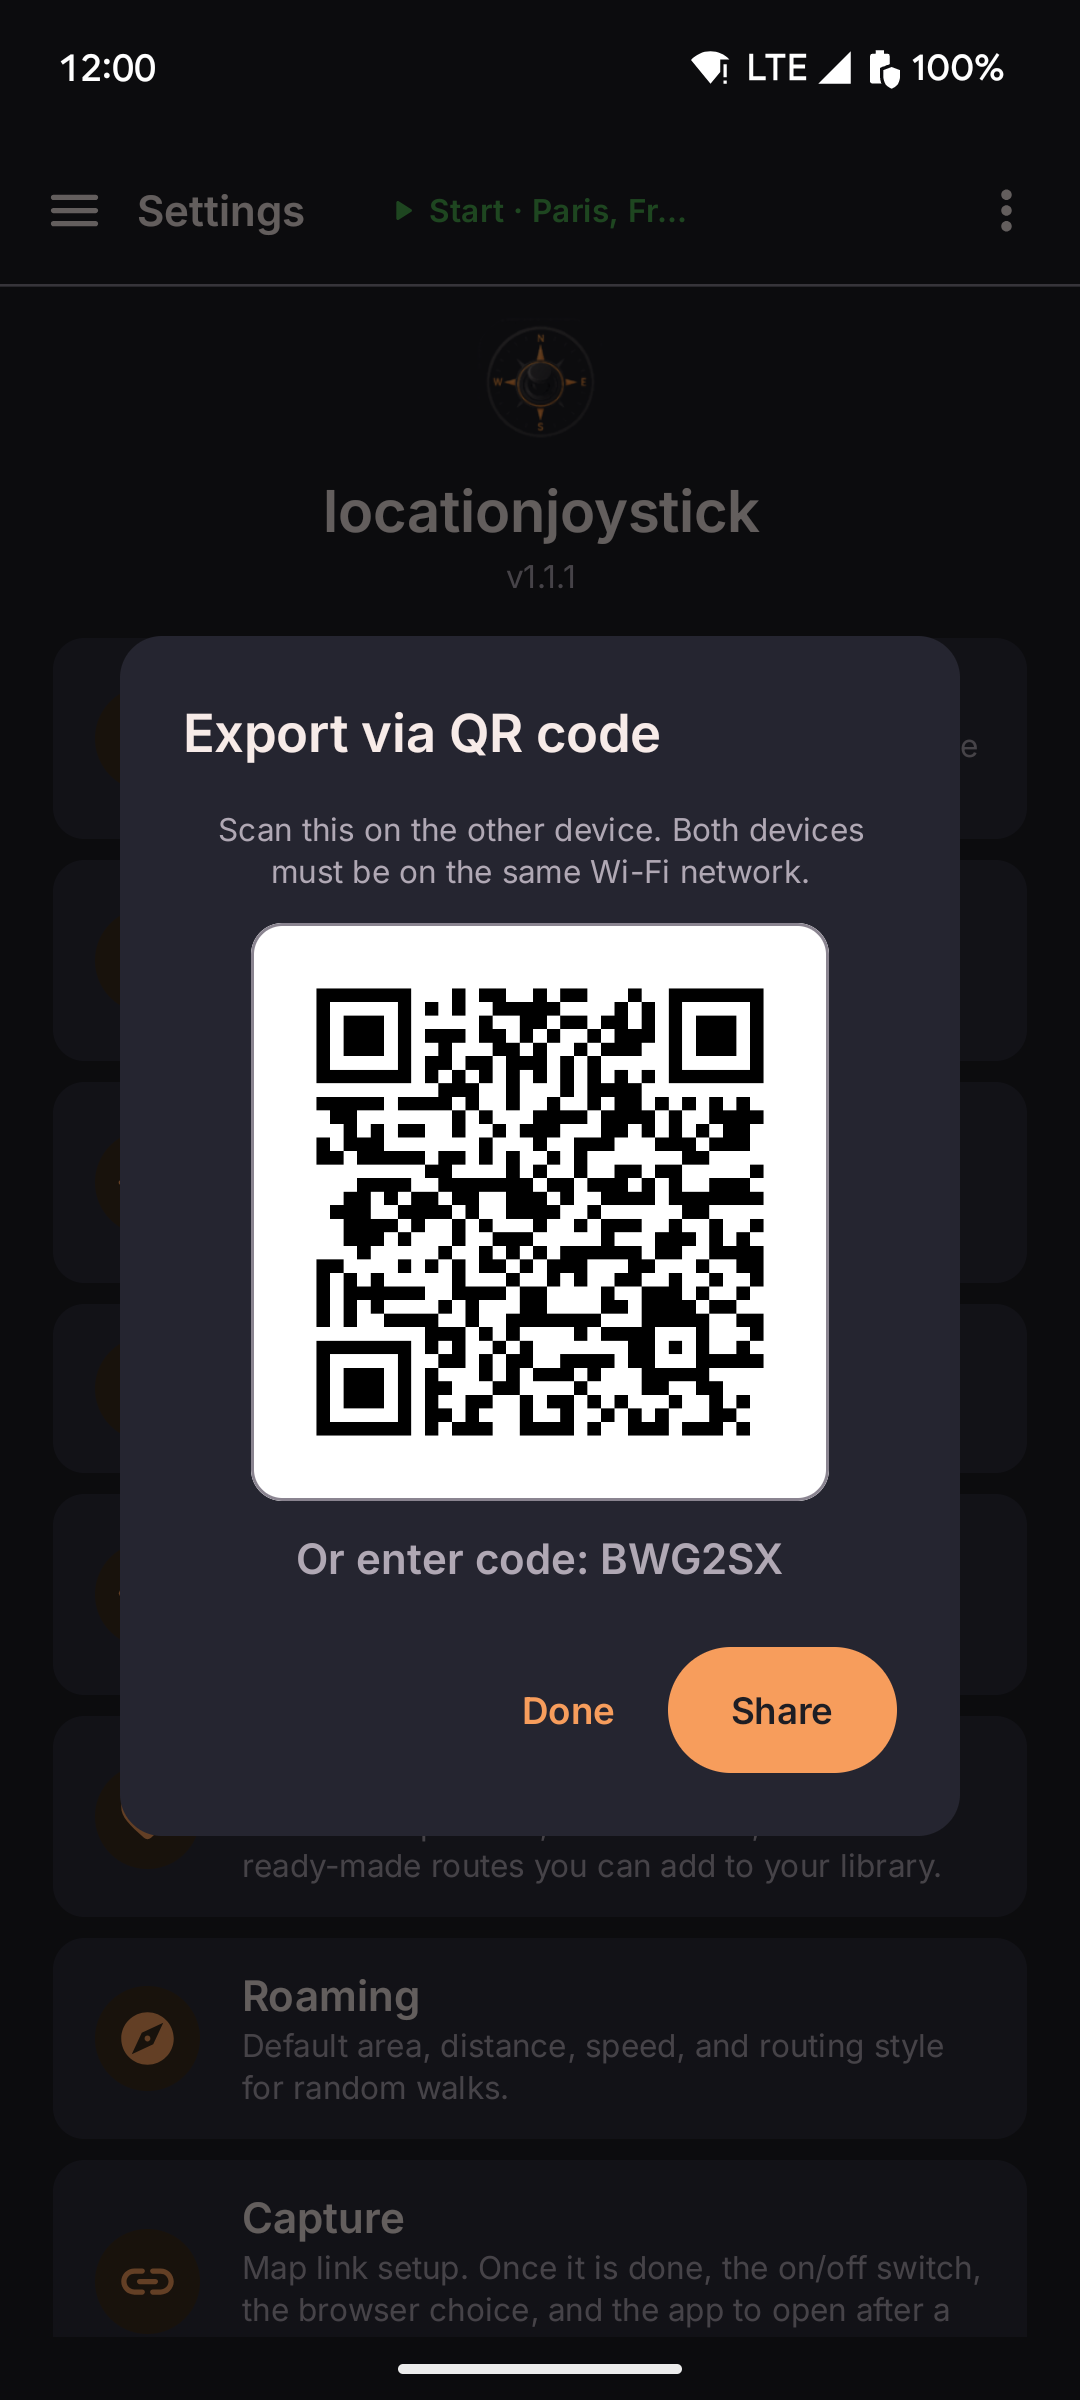 12:00
LTE
100%
Settings
Start · Paris, Fr...
N
W
E
S
locationjoystick
v1.1.1
e
Export via QR code
Scan this on the other device. Both devices
must be on the same Wi-Fi network.
Or enter code: BWG2SX
Done
Share
ready-made routes you can add to your library.
Roaming
Default area, distance, speed, and routing style
for random walks.
Capture
Map link setup. Once it is done, the on/off switch,
the browser choice, and the app to open after a